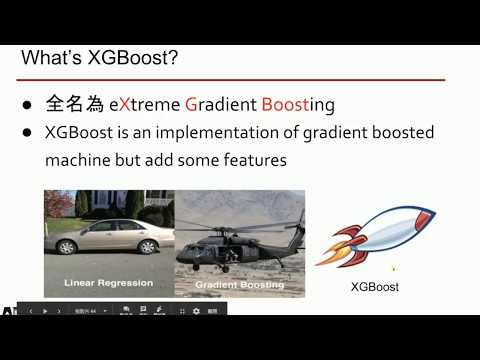 What's XGBoost?
● 全名為 eXtreme Gradient Boosting
● XGBoost is an implementation of gradient boosted
machine but add some features
Linear Regression
Gradient Boosting
XGBoost